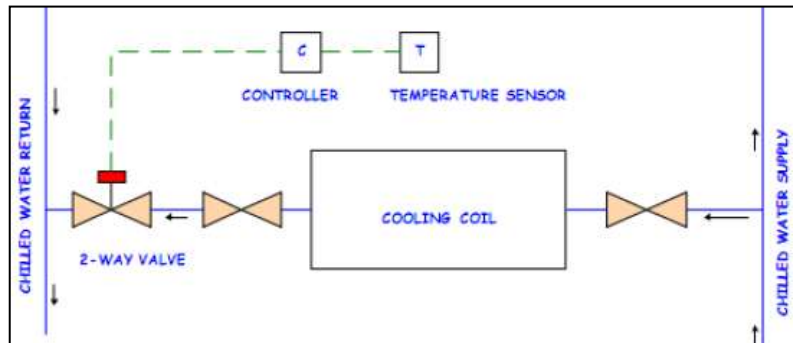 C
T
CONTROLLER
TEMPERATURE SENSOR
CHILLED WATER RETURN
COOLING COIL
2-WAY VALVE
CHILLED WATER SUPPLY